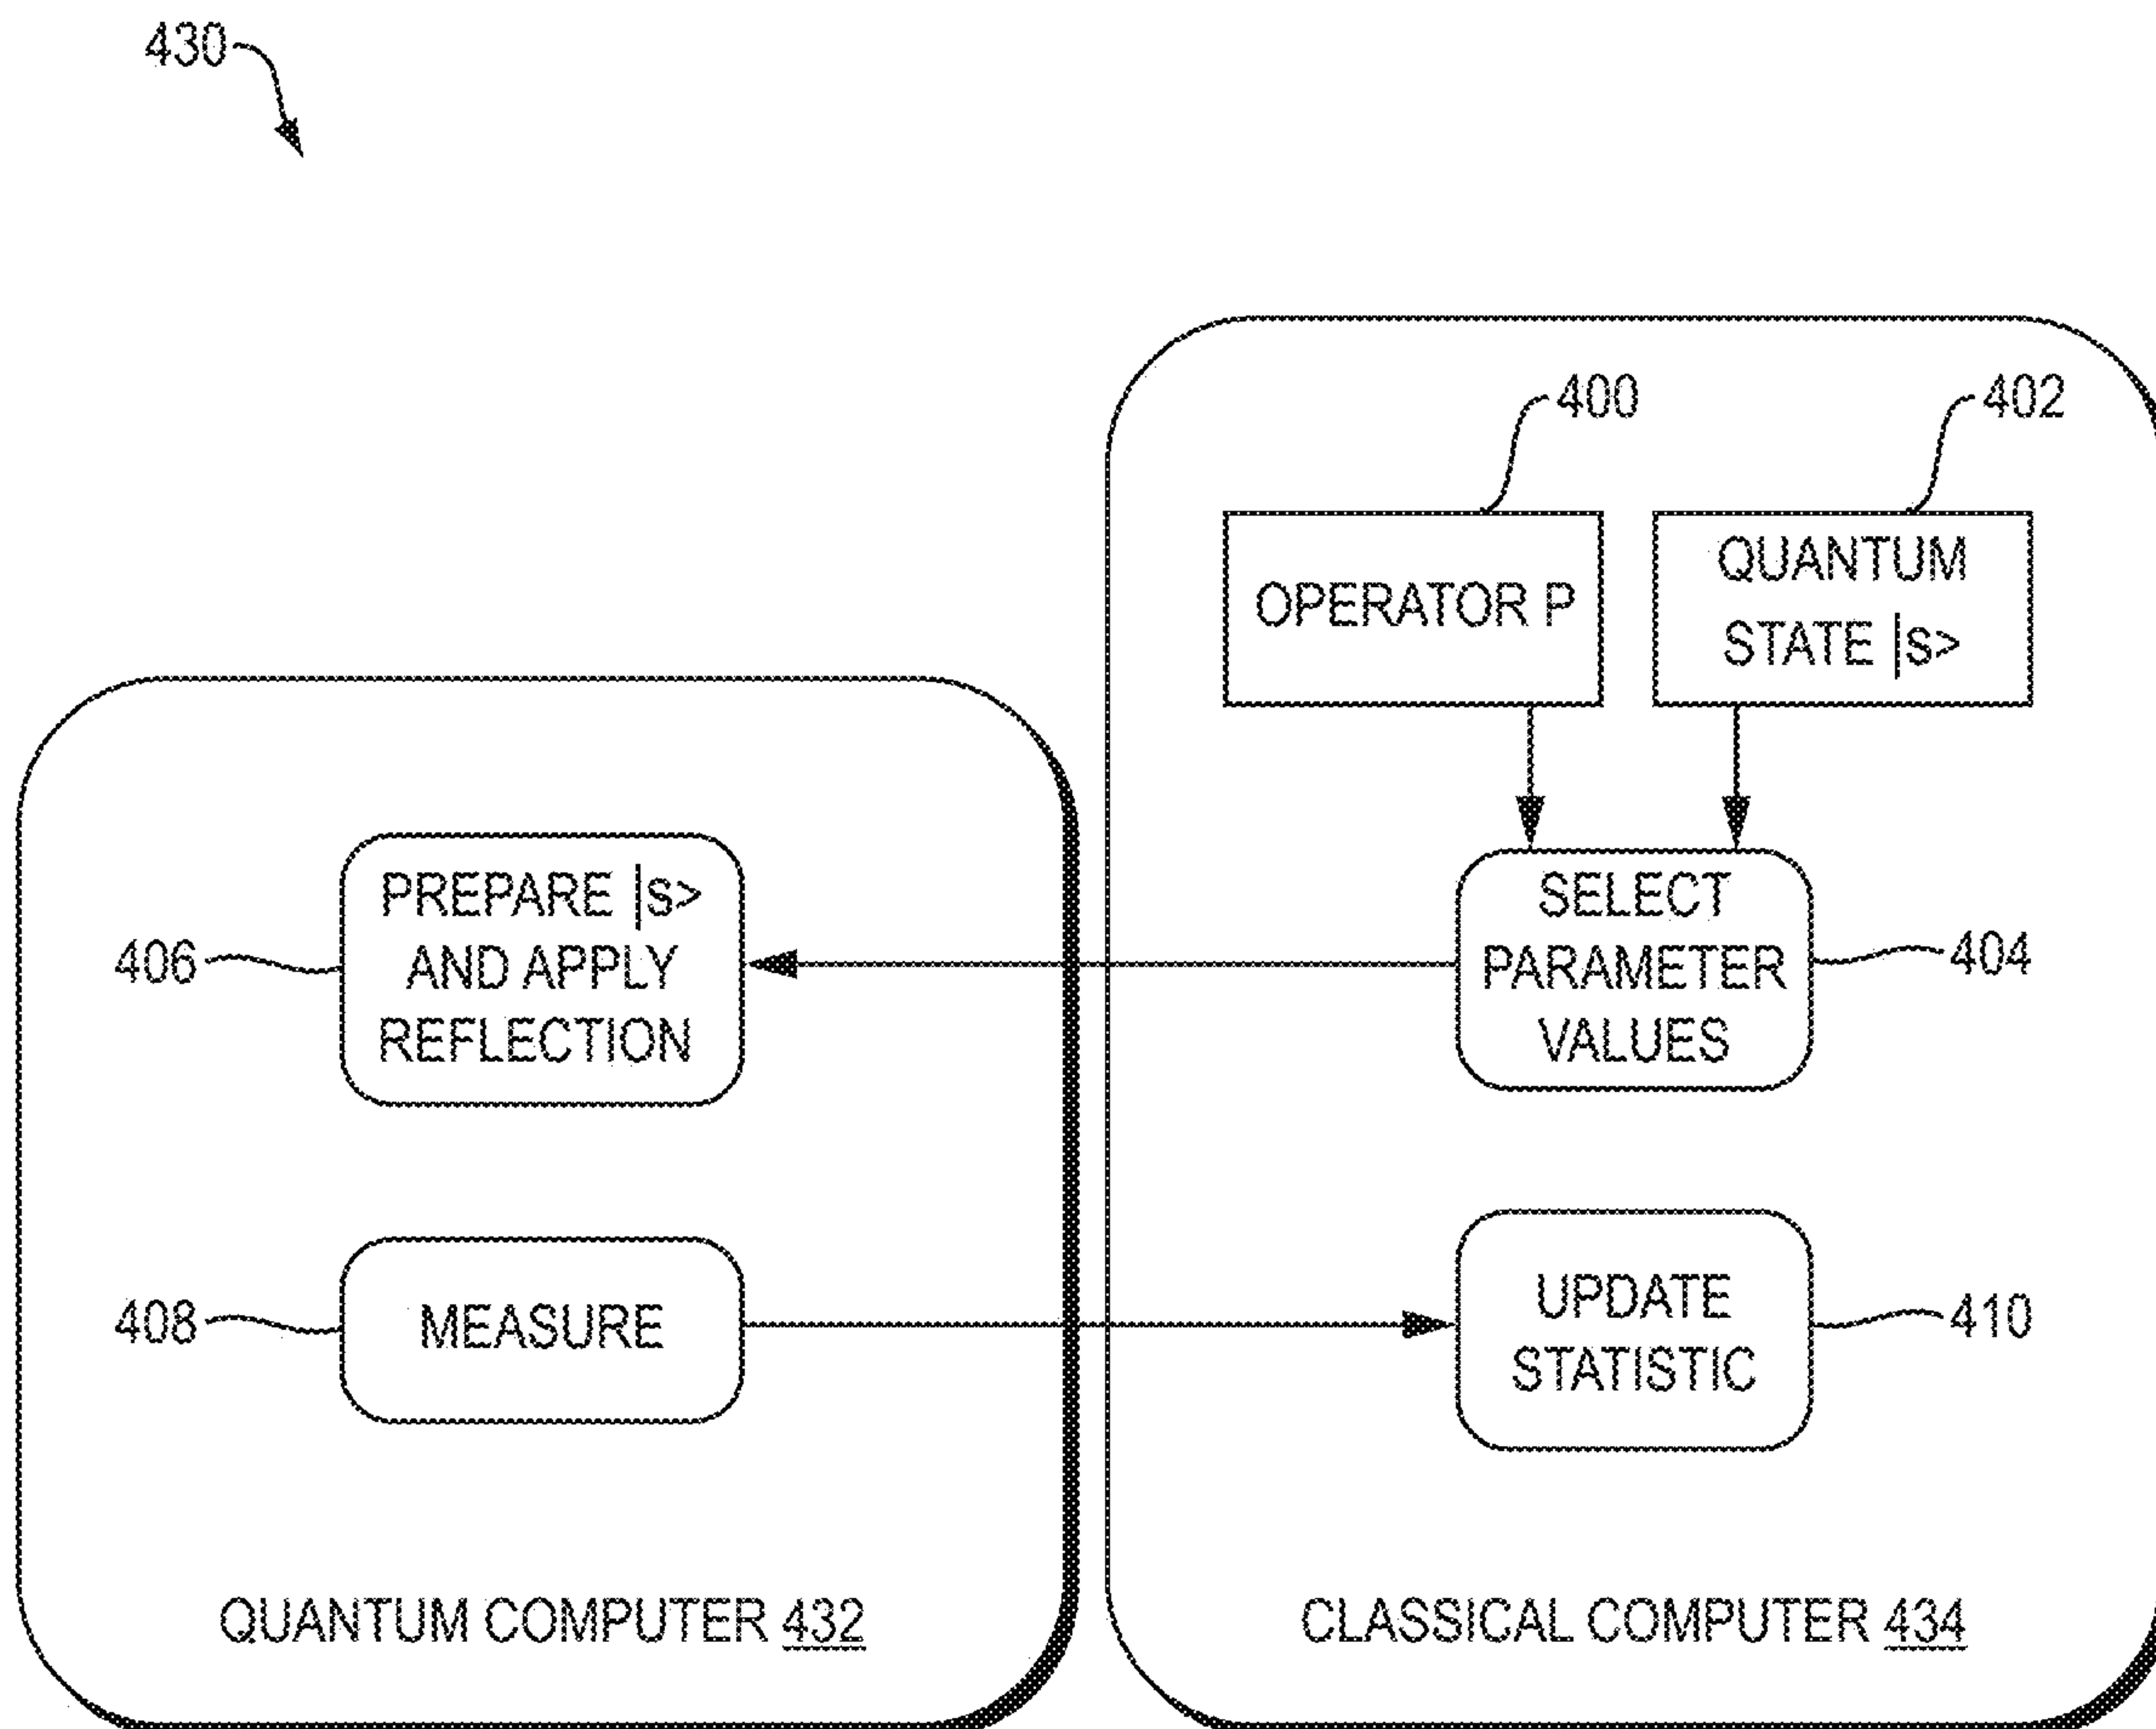 430
400
402
OPERATOR P
QUANTUM
STATE |s>
PREPARE |s>
AND APPLY
REFLECTION
406
SELECT
PARAMETER
VALUES
404
MEASURE
408
UPDATE
STATISTIC
410
QUANTUM COMPUTER 432
CLASSICAL COMPUTER 434